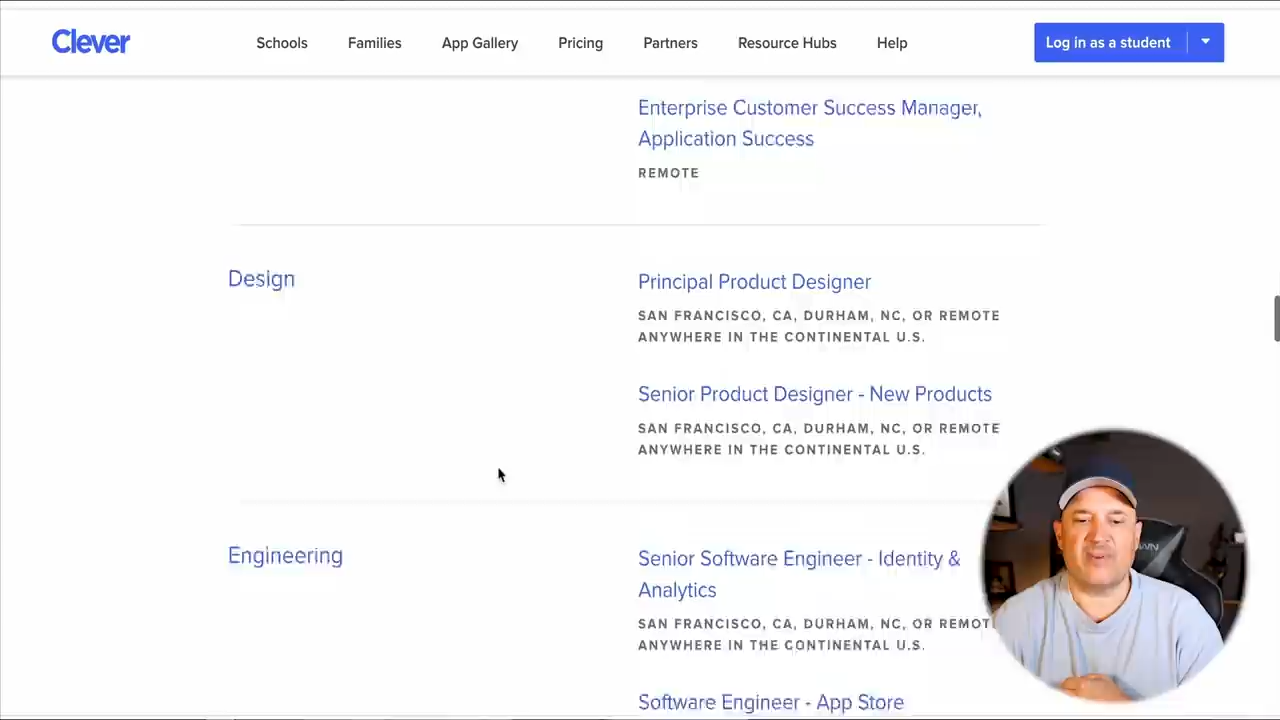 Clever
Schools
Families
App Gallery
Pricing
Partners
Resource Hubs
Help
Log in as a student
Enterprise Customer Success Manager,
Application Success
REMOTE
Design
Principal Product Designer
SAN FRANCISCO, CA, DURHAM, NC, OR REMOTE
ANYWHERE IN THE CONTINENTAL U.S.
Senior Product Designer - New Products
SAN FRANCISCO, CA, DURHAM, NC, OR REMOTE
ANYWHERE IN THE CONTINENTAL U.S.
Engineering
Senior Software Engineer - Identity &
Analytics
SAN FRANCISCO, CA, DURHAM, NC, OR REMOT
ANYWHERE IN THE CONTINENTAL U.S.
Software Engineer - App Store